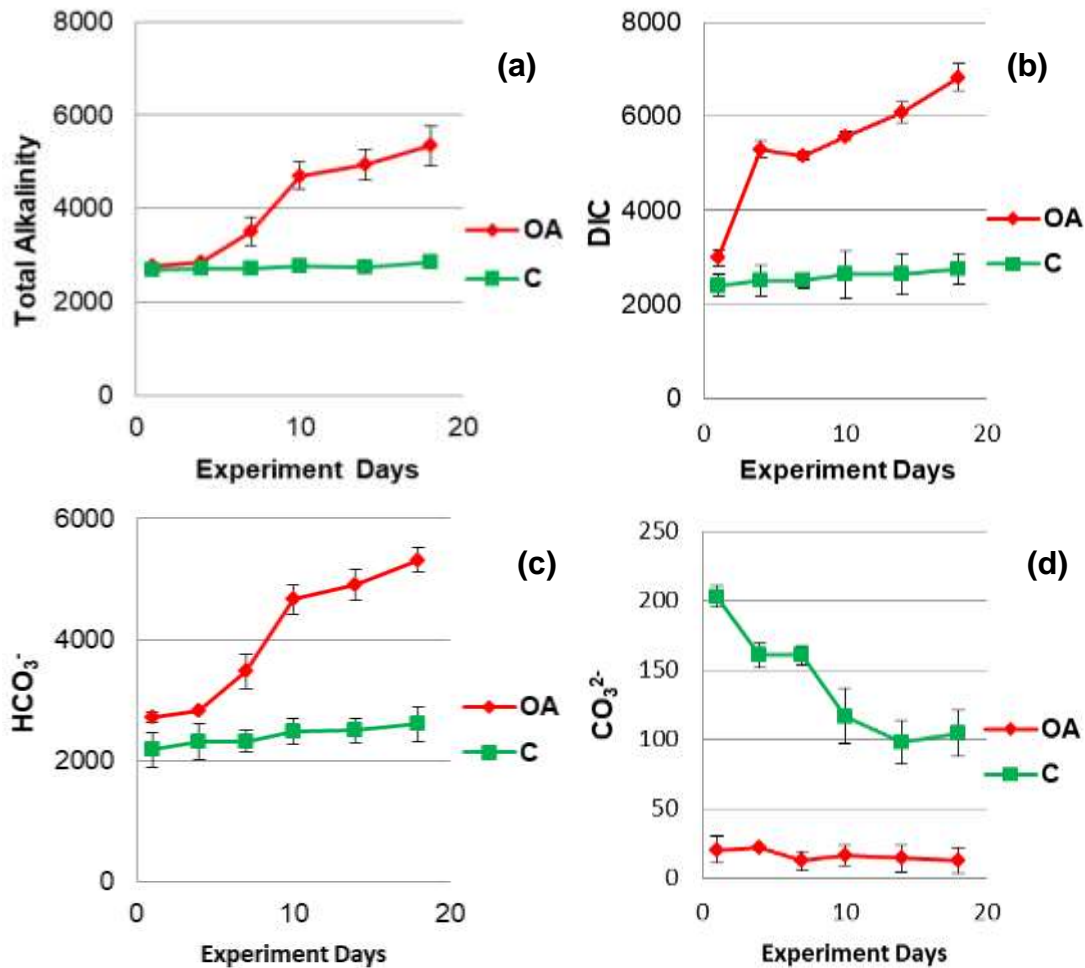 (a)
Total Alkalinity
8000
6000
4000
2000
0
0 10 20
Experiment Days
OA
C
(b)
DIC
8000
6000
4000
2000
0
0 10 20
Experiment Days
OA
C
(c)
HCO₃⁻
6000
4000
2000
0
0 10 20
Experiment Days
OA
C
(d)
CO₃²⁻
250
200
150
100
50
0
0 10 20
Experiment Days
OA
C